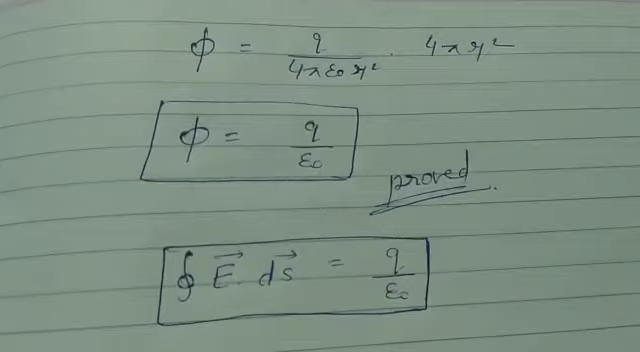 ϕ = q / 4πε₀r² · 4πr²
ϕ = q / ε₀
proved.
∮ E⃗ . ds⃗ = q / ε₀